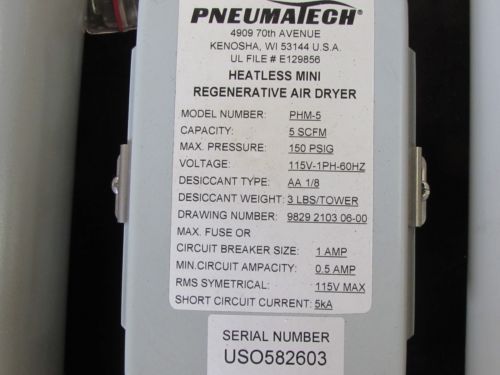 PNEUMATECH®
4909 70th AVENUE
KENOSHA, WI 53144 U.S.A.
UL FILE # E129856
HEATLESS MINI
REGENERATIVE AIR DRYER
MODEL NUMBER: PHM-5
CAPACITY: 5 SCFM
MAX. PRESSURE: 150 PSIG
VOLTAGE: 115V-1PH-60HZ
DESICCANT TYPE: AA 1/8
DESICCANT WEIGHT: 3 LBS/TOWER
DRAWING NUMBER: 9829 2103 06-00
MAX. FUSE OR
CIRCUIT BREAKER SIZE: 1 AMP
MIN.CIRCUIT AMPACITY: 0.5 AMP
RMS SYMETRICAL: 115V MAX
SHORT CIRCUIT CURRENT: 5kA
SERIAL NUMBER
USO582603